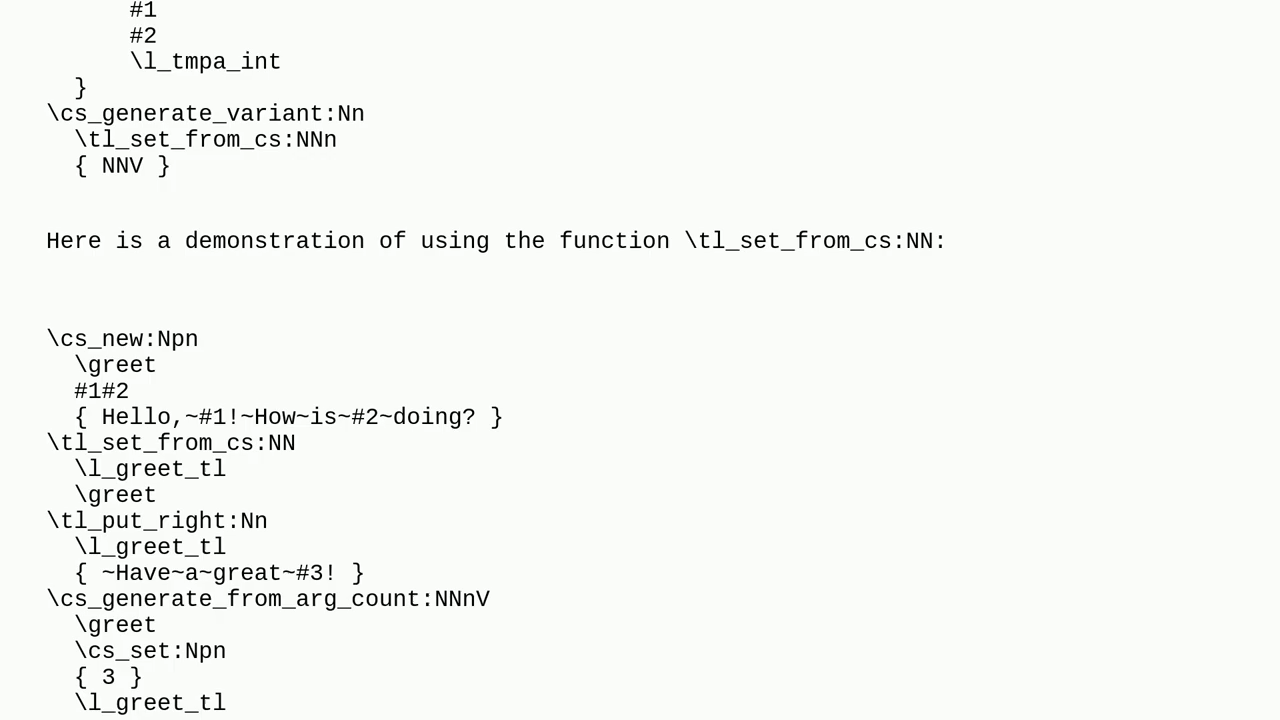 #1
#2
\l_tmpa_int
}
\cs_generate_variant:Nn
\tl_set_from_cs:NNn
{ NNV }
Here is a demonstration of using the function \tl_set_from_cs:NN:
\cs_new:Npn
\greet
#1#2
{ Hello,~#1!~How~is~#2~doing? }
\tl_set_from_cs:NN
\l_greet_tl
\greet
\tl_put_right:Nn
\l_greet_tl
{ ~Have~a~great~#3! }
\cs_generate_from_arg_count:NNnV
\greet
\cs_set:Npn
{ 3 }
\l_greet_tl